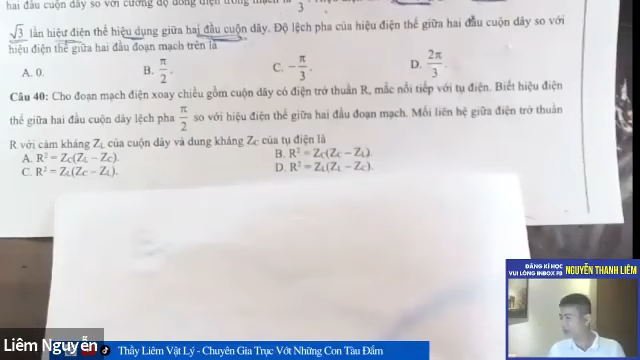 hai đầu cuộn dây so với cường độ dòng điện trong mạch là π/3
√3 lần hiệu điện thế hiệu dụng giữa hai đầu cuộn dây. Độ lệch pha của hiệu điện thế giữa hai đầu cuộn dây so với
hiệu điện thế giữa hai đầu đoạn mạch trên là
A. 0. B. π/2. C. −π/3. D. 2π/3.
Câu 40: Cho đoạn mạch điện xoay chiều gồm cuộn dây có điện trở thuần R, mắc nối tiếp với tụ điện. Biết hiệu điện
thế giữa hai đầu cuộn dây lệch pha π/2 so với hiệu điện thế giữa hai đầu đoạn mạch. Mối liên hệ giữa điện trở thuần
R với cảm kháng ZL của cuộn dây và dung kháng ZC của tụ điện là
A. R² = ZC(ZL – ZC). B. R² = ZC(ZC – ZL).
C. R² = ZL(ZC – ZL). D. R² = ZL(ZL – ZC).
ĐĂNG KÍ HỌC
VUI LÒNG INBOX FB NGUYỄN THANH LIÊM
Liêm Nguyễn
Thầy Liêm Vật Lý - Chuyên Gia Trục Vớt Những Con Tàu Đắm